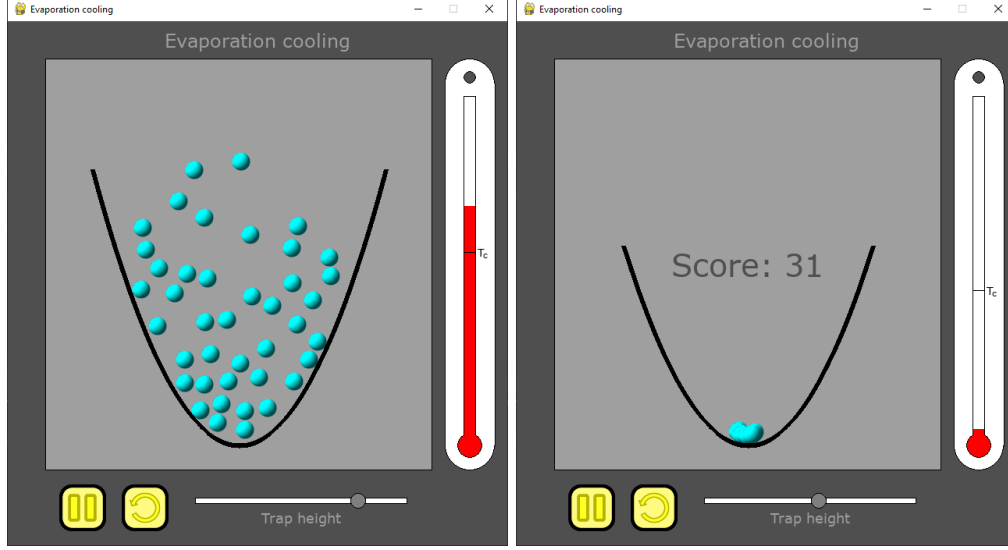 Evaporation cooling
Evaporation cooling
Tc
Trap height
Evaporation cooling
Evaporation cooling
Score: 31
Tc
Trap height